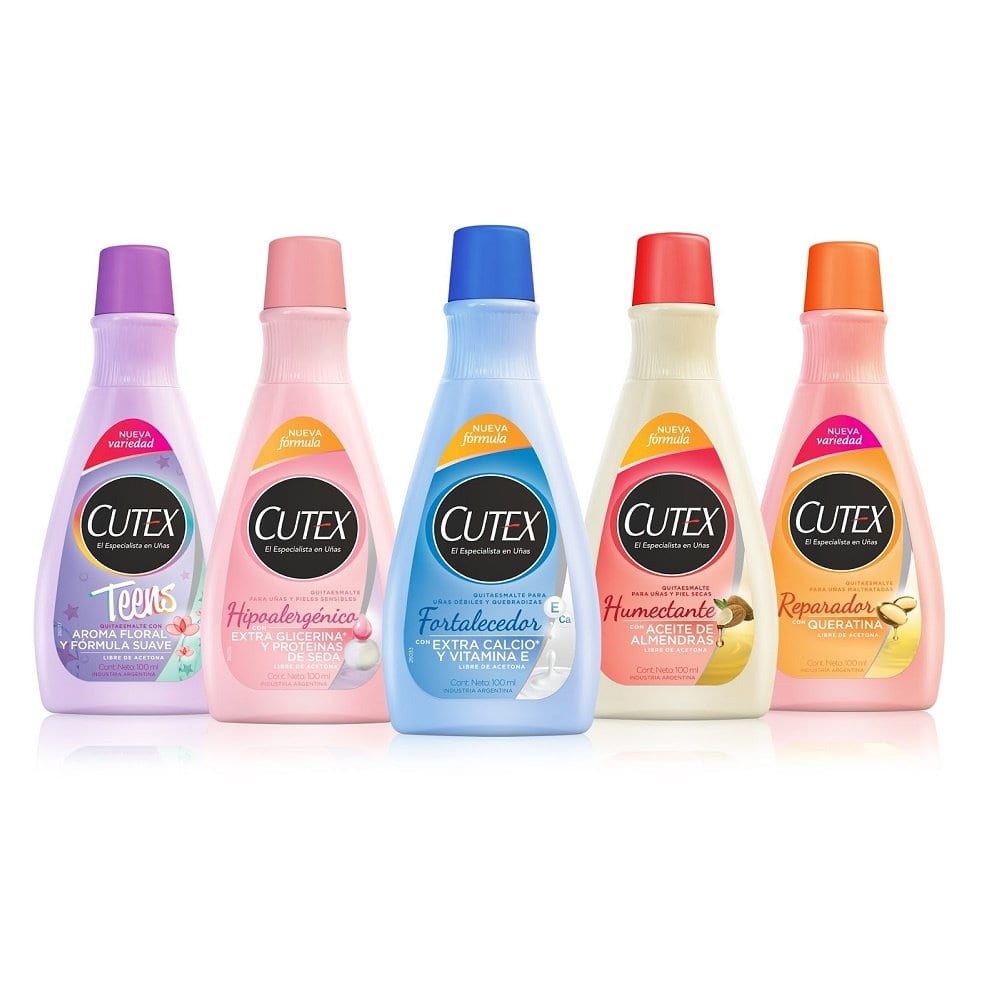 NUEVA
variedad
CUTEX
El Especialista en Uñas
Teens
QUITAESMALTE CON
AROMA FLORAL
Y FÓRMULA SUAVE
LIBRE DE ACETONA
Cont. Neto: 100 ml
INDUSTRIA ARGENTINA
NUEVA
fórmula
CUTEX
El Especialista en Uñas
QUITAESMALTE
PARA UÑAS Y PIELES SENSIBLES
Hipoalergénico
CON
EXTRA GLICERINA*
Y PROTEINAS
DE SEDA
LIBRE DE ACETONA
Cont. Neto: 100 ml
INDUSTRIA ARGENTINA
NUEVA
fórmula
CUTEX
El Especialista en Uñas
QUITAESMALTE PARA
UÑAS DÉBILES Y QUEBRADIZAS
Fortalecedor
E
Ca
CON EXTRA CALCIO*
Y VITAMINA E
LIBRE DE ACETONA
Cont. Neto: 100 ml
INDUSTRIA ARGENTINA
NUEVA
fórmula
CUTEX
El Especialista en Uñas
QUITAESMALTE
PARA UÑAS Y PIEL SECAS
Humectante
CON ACEITE DE
ALMENDRAS
LIBRE DE ACETONA
Cont. Neto: 100 ml
INDUSTRIA ARGENTINA
NUEVA
variedad
CUTEX
El Especialista en Uñas
QUITAESMALTE
PARA UÑAS MALTRATADAS
Reparador
CON
QUERATINA
LIBRE DE ACETONA
Cont. Neto: 100 ml
INDUSTRIA ARGENTINA